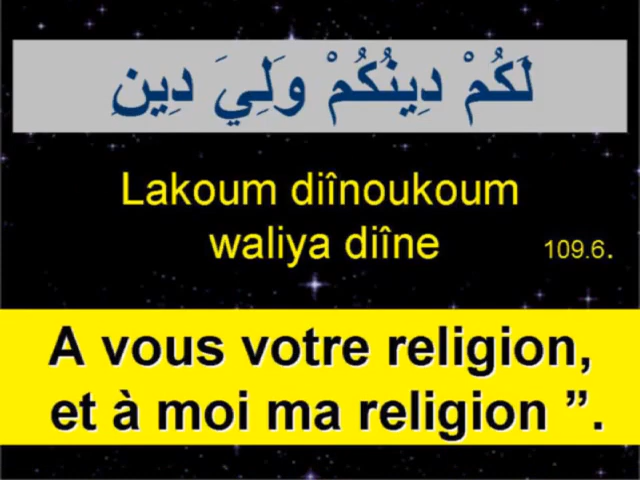 لَكُمْ دِينُكُمْ وَلِيَ دِينِ
Lakoum diînoukoum
waliya diîne 109.6.
A vous votre religion,
et à moi ma religion ”.